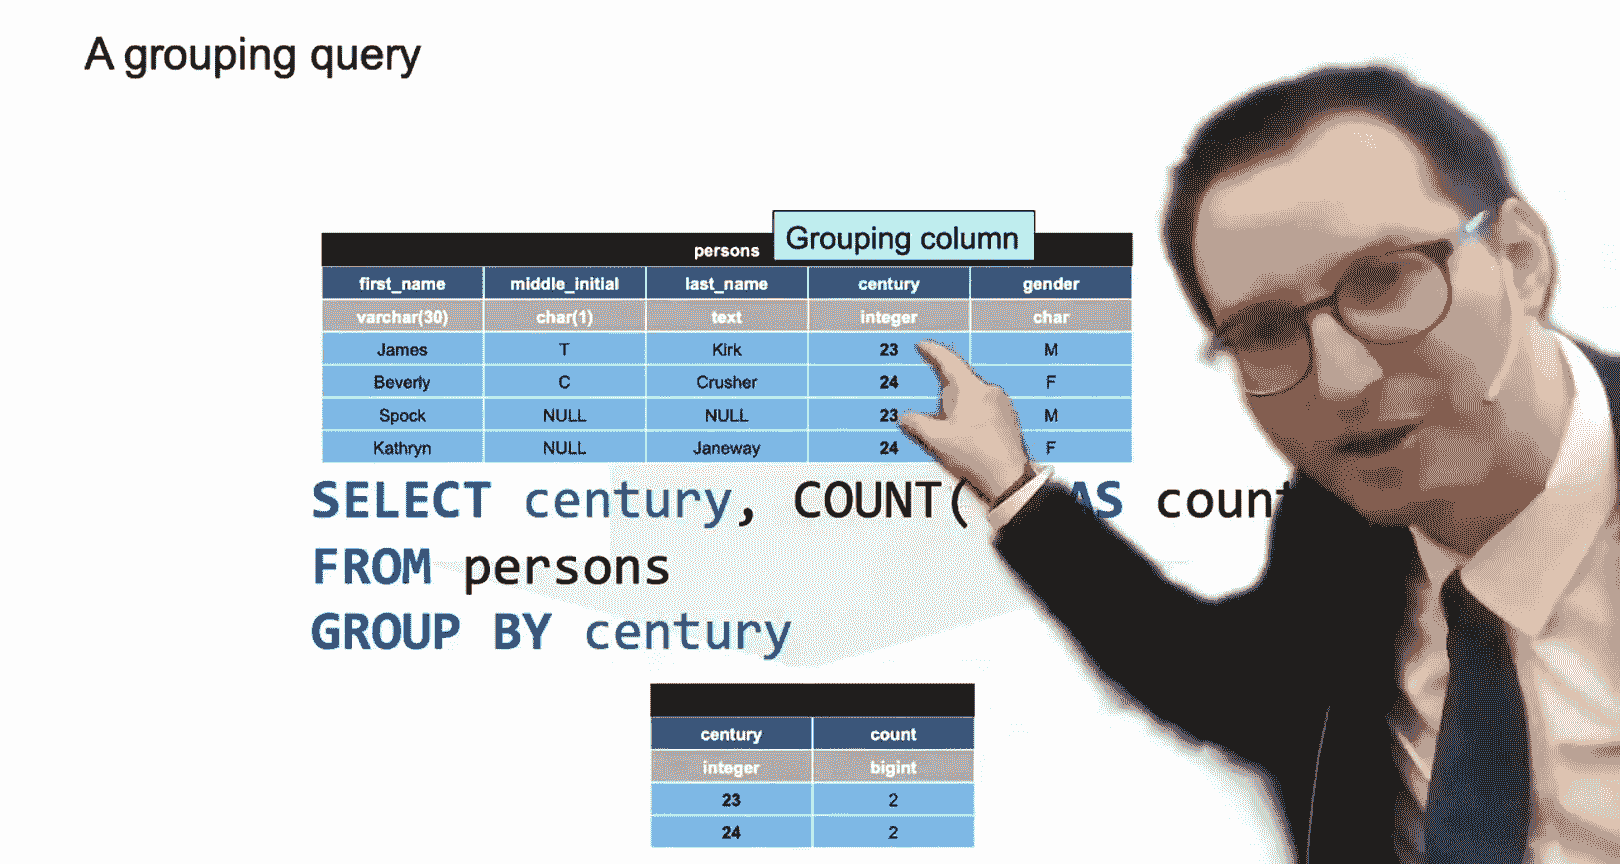 A grouping query
Grouping column
persons
first_name middle_initial last_name century gender
varchar(30) char(1) text integer char
James T Kirk 23 M
Beverly C Crusher 24 F
Spock NULL NULL 23 M
Kathryn NULL Janeway 24 F
SELECT century, COUNT( AS count
FROM persons
GROUP BY century
century count
integer bigint
23 2
24 2